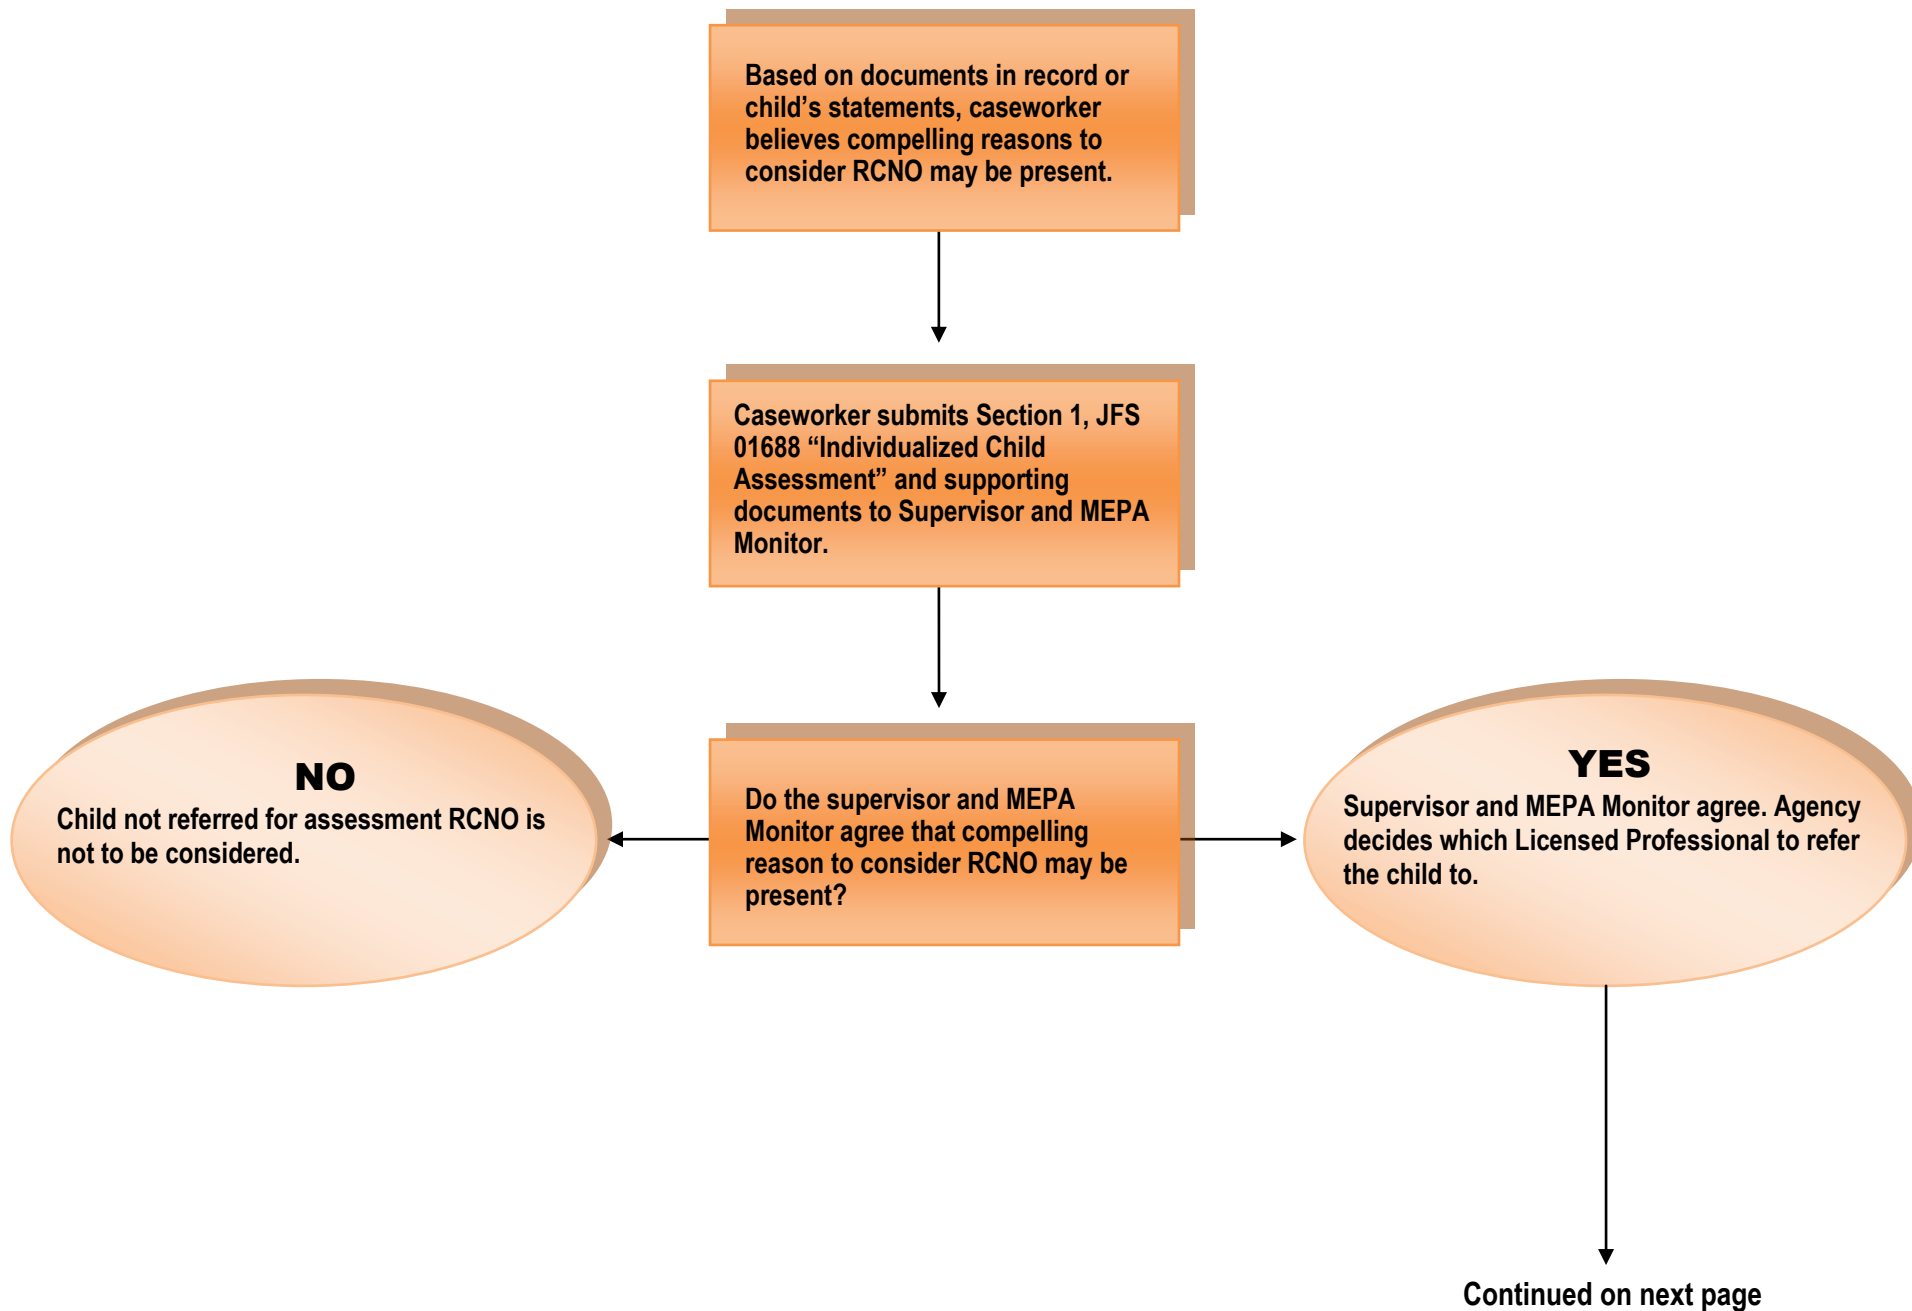 Based on documents in record or
child’s statements, caseworker
believes compelling reasons to
consider RCNO may be present.
Caseworker submits Section 1, JFS
01688 “Individualized Child
Assessment” and supporting
documents to Supervisor and MEPA
Monitor.
NO
Child not referred for assessment RCNO is
not to be considered.
Do the supervisor and MEPA
Monitor agree that compelling
reason to consider RCNO may be
present?
YES
Supervisor and MEPA Monitor agree. Agency
decides which Licensed Professional to refer
the child to.
Continued on next page